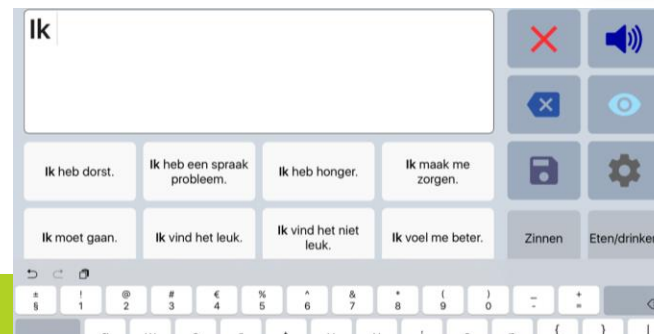 Ik
Ik heb dorst.
Ik heb een spraak
probleem.
Ik heb honger.
Ik maak me
zorgen.
Ik moet gaan.
Ik vind het leuk.
Ik vind het niet
leuk.
Ik voel me beter.
Zinnen
Eten/drinken
± ! @ # € % ^ & * ( ) _ +
§ 1 2 3 4 5 6 7 8 9 0 - =
{ }